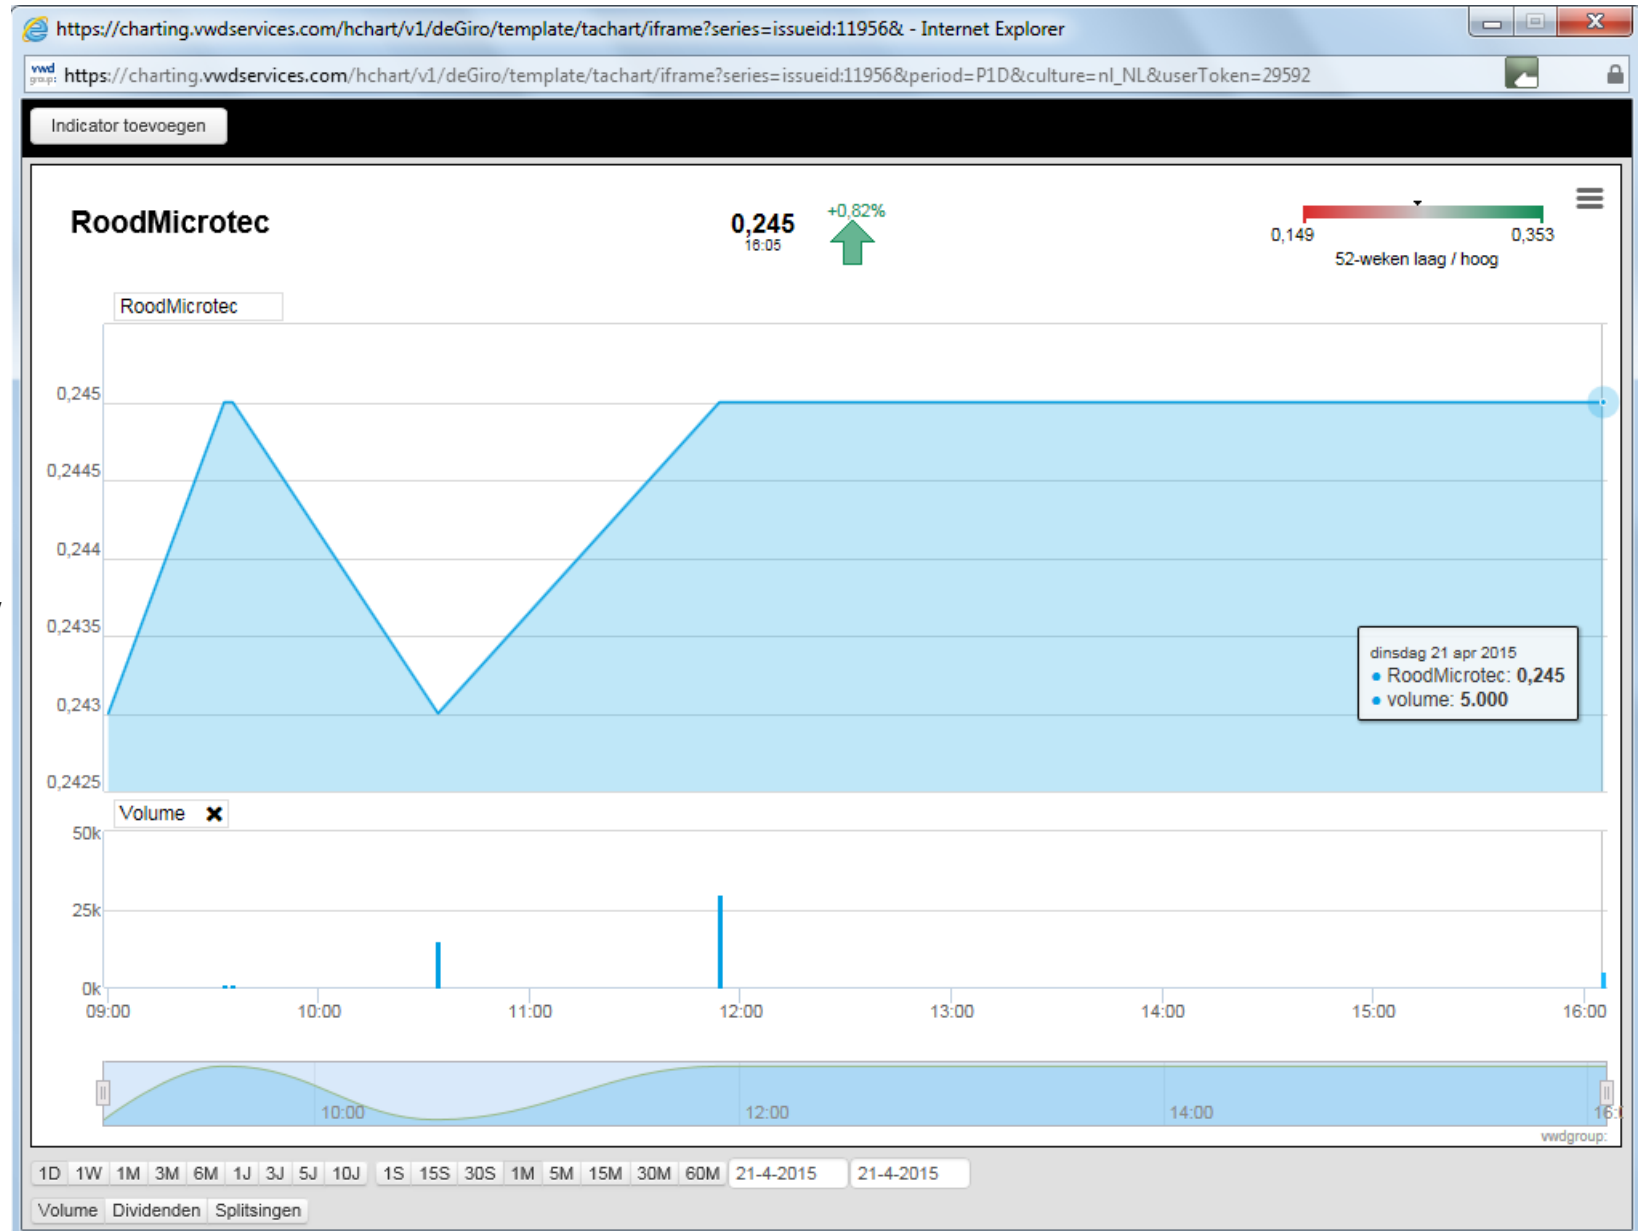 https://charting.vwdservices.com/hchart/v1/deGiro/template/tachart/iframe?series=issueid:11956& - Internet Explorer
vwd group: https://charting.vwdservices.com/hchart/v1/deGiro/template/tachart/iframe?series=issueid:11956&period=P1D&culture=nl_NL&userToken=29592
Indicator toevoegen
RoodMicrotec
0,245
16:05
+0,82%
0,149 0,353
52-weken laag / hoog
RoodMicrotec
0,245
0,2445
0,244
0,2435
0,243
0,2425
dinsdag 21 apr 2015
• RoodMicrotec: 0,245
• volume: 5.000
Volume ✖
50k
25k
0k
09:00 10:00 11:00 12:00 13:00 14:00 15:00 16:00
10:00 12:00 14:00
vwdgroup:
1D 1W 1M 3M 6M 1J 3J 5J 10J 1S 15S 30S 1M 5M 15M 30M 60M 21-4-2015 21-4-2015
Volume Dividenden Splitsingen